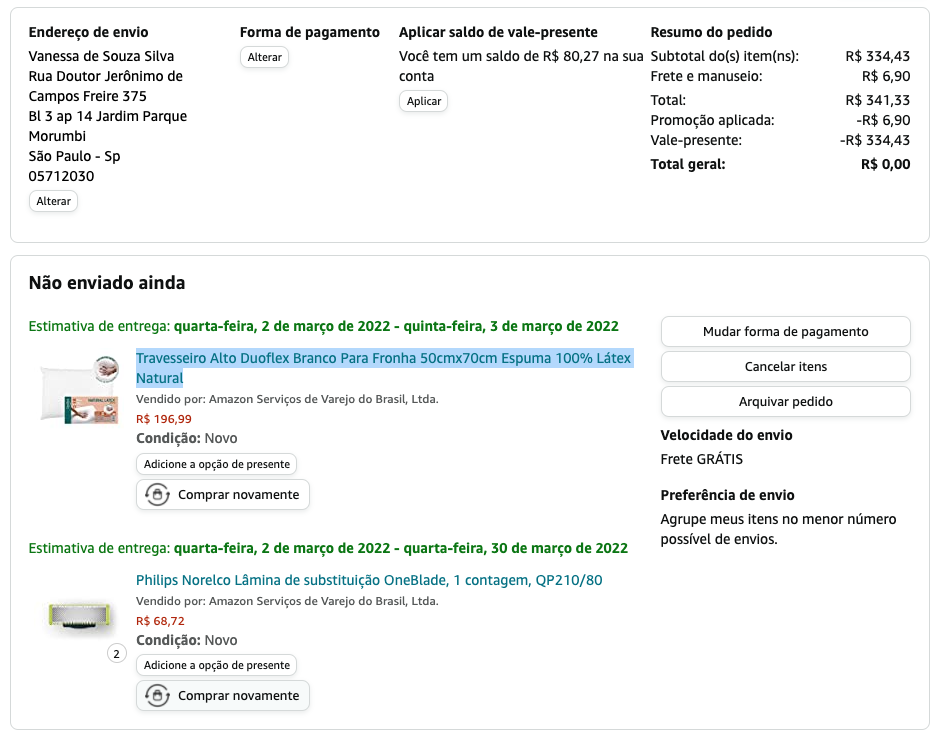 Endereço de envio
Vanessa de Souza Silva
Rua Doutor Jerônimo de
Campos Freire 375
Bl 3 ap 14 Jardim Parque
Morumbi
São Paulo - Sp
05712030
Alterar
Forma de pagamento
Alterar
Aplicar saldo de vale-presente
Você tem um saldo de R$ 80,27 na sua
conta
Aplicar
Resumo do pedido
Subtotal do(s) item(ns): R$ 334,43
Frete e manuseio: R$ 6,90
Total: R$ 341,33
Promoção aplicada: -R$ 6,90
Vale-presente: -R$ 334,43
Total geral: R$ 0,00
Não enviado ainda
Estimativa de entrega: quarta-feira, 2 de março de 2022 - quinta-feira, 3 de março de 2022
Travesseiro Alto Duoflex Branco Para Fronha 50cmx70cm Espuma 100% Látex
Natural
Vendido por: Amazon Serviços de Varejo do Brasil, Ltda.
R$ 196,99
Condição: Novo
Adicione a opção de presente
Comprar novamente
Estimativa de entrega: quarta-feira, 2 de março de 2022 - quarta-feira, 30 de março de 2022
Philips Norelco Lâmina de substituição OneBlade, 1 contagem, QP210/80
Vendido por: Amazon Serviços de Varejo do Brasil, Ltda.
R$ 68,72
Condição: Novo
2
Adicione a opção de presente
Comprar novamente
Mudar forma de pagamento
Cancelar itens
Arquivar pedido
Velocidade do envio
Frete GRÁTIS
Preferência de envio
Agrupe meus itens no menor número
possível de envios.